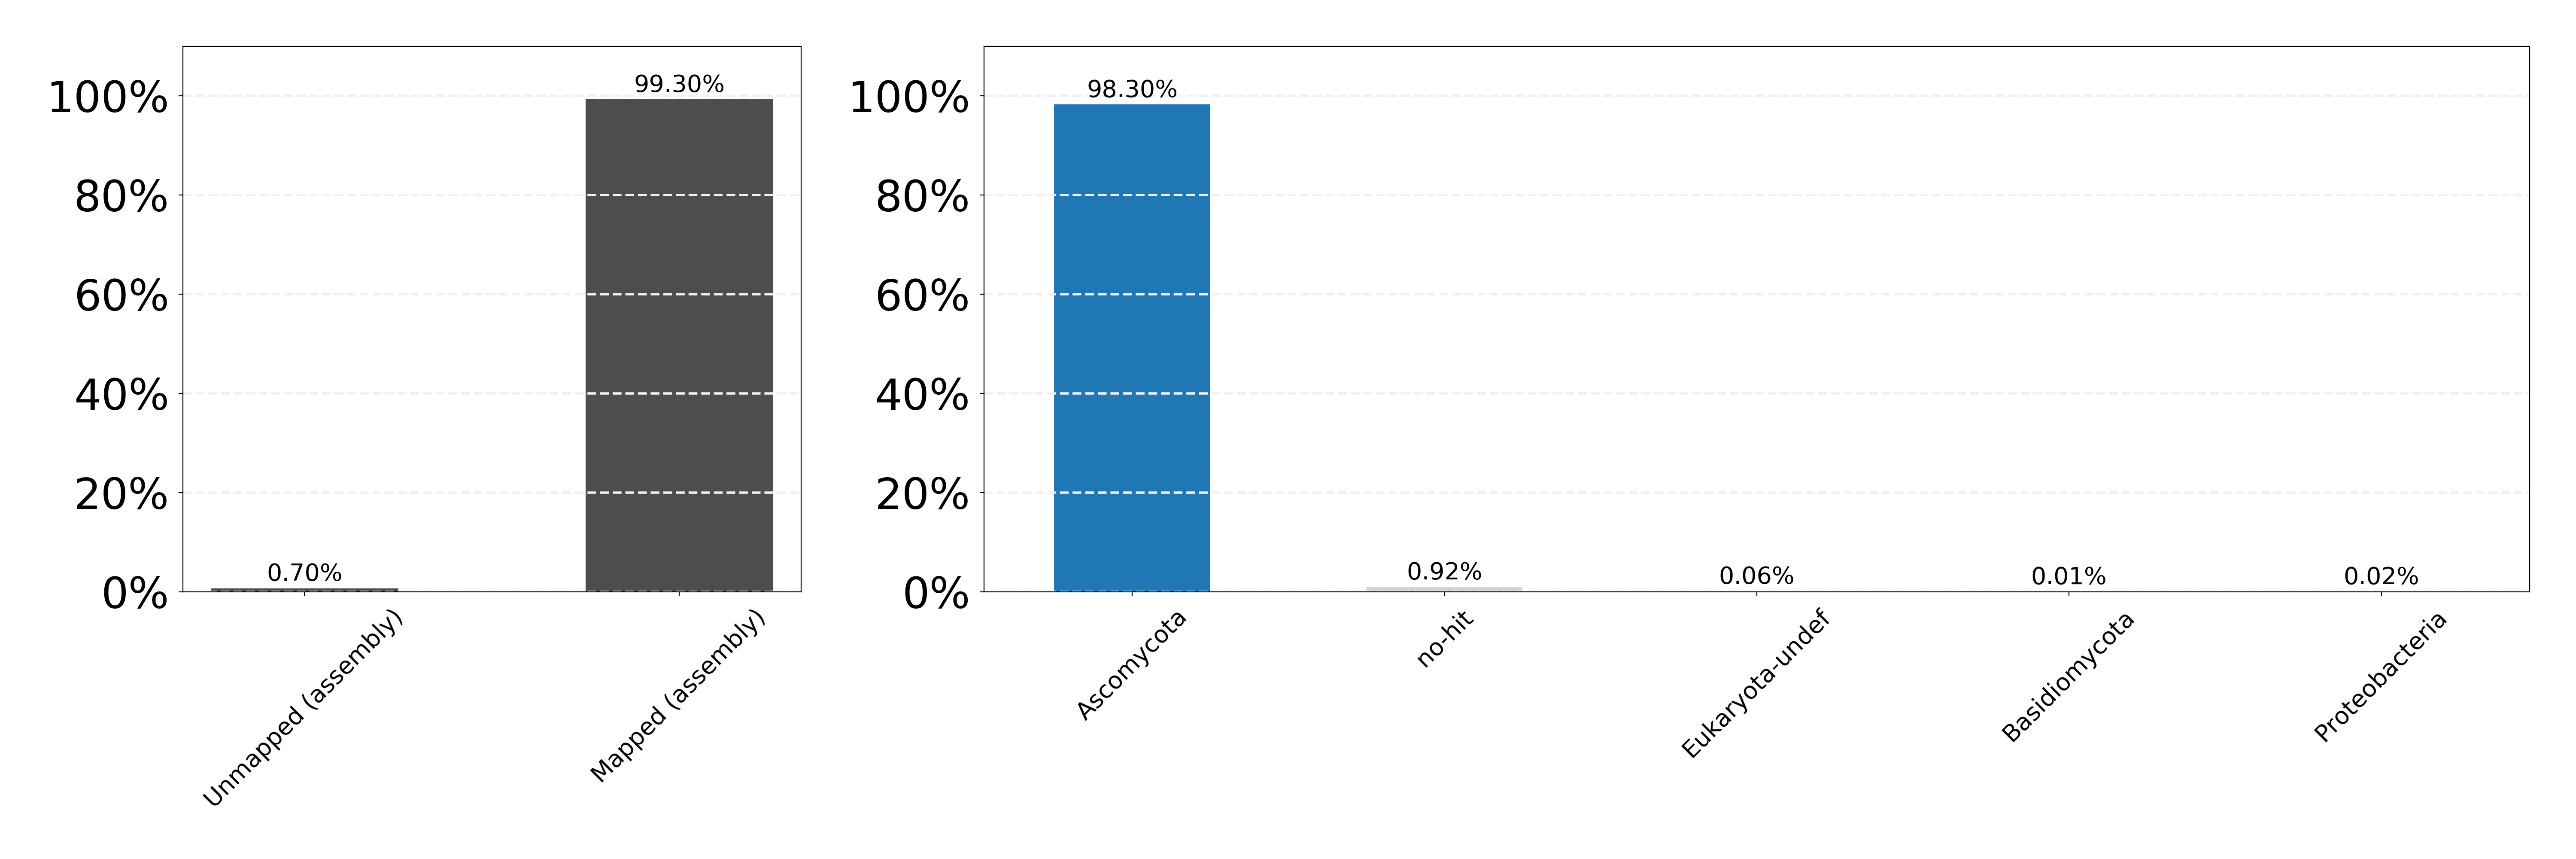 100%
80%
60%
40%
20%
0%
0.70%
99.30%
Unmapped (assembly)
Mapped (assembly)
100%
80%
60%
40%
20%
0%
98.30%
0.92%
0.06%
0.01%
0.02%
Ascomycota
no-hit
Eukaryota-undef
Basidiomycota
Proteobacteria